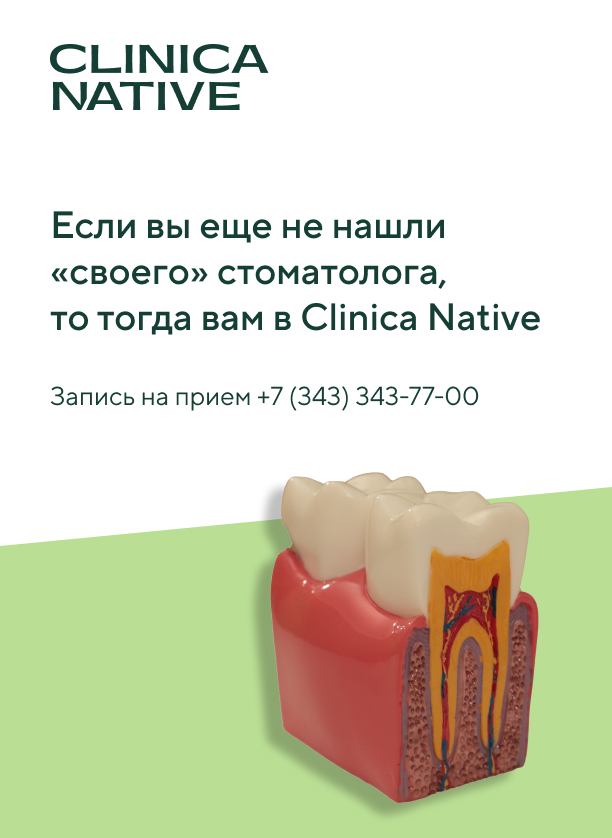 CLINICA
NATIVE
Если вы еще не нашли
«своего» стоматолога,
то тогда вам в Clinica Native
Запись на прием +7 (343) 343-77-00